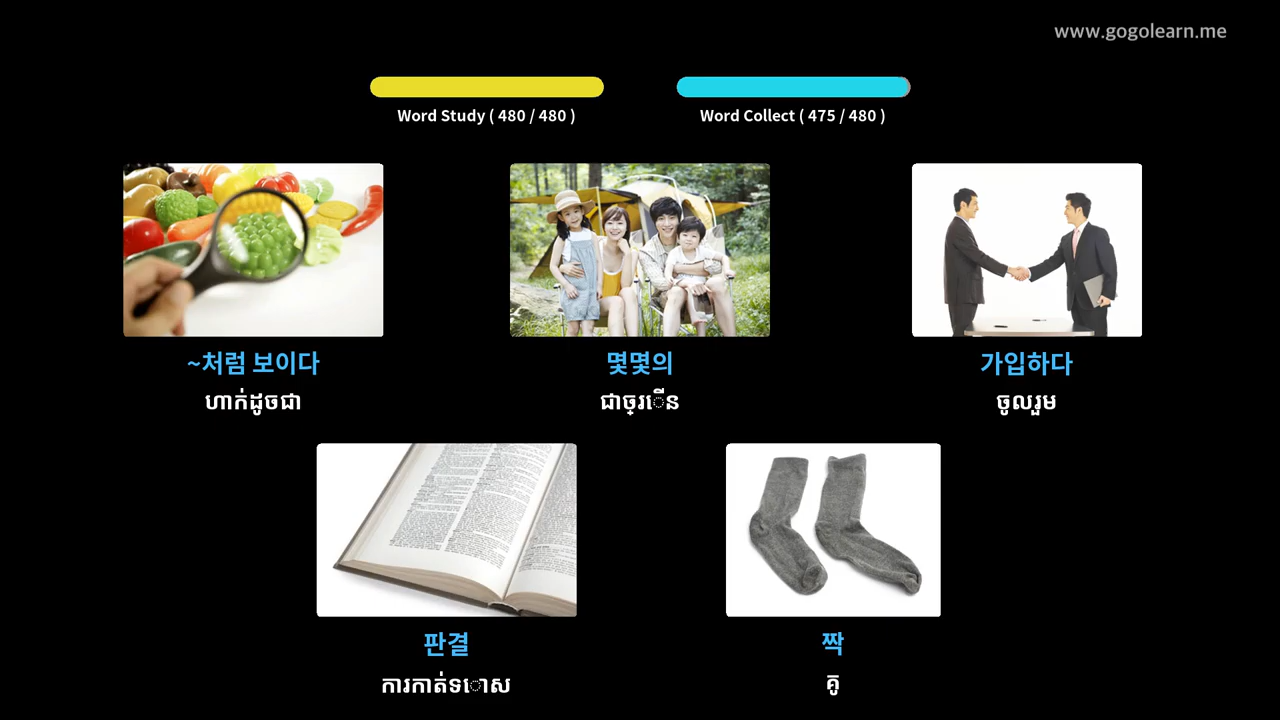 www.gogolearn.me
Word Study ( 480 / 480 )
Word Collect ( 475 / 480 )
~처럼 보이다
몇몇의
가입하다
ហាក់ដូចជា
ជាច្រើន
ចូលរួម
판결
짝
ការកាត់ទោស
គូ